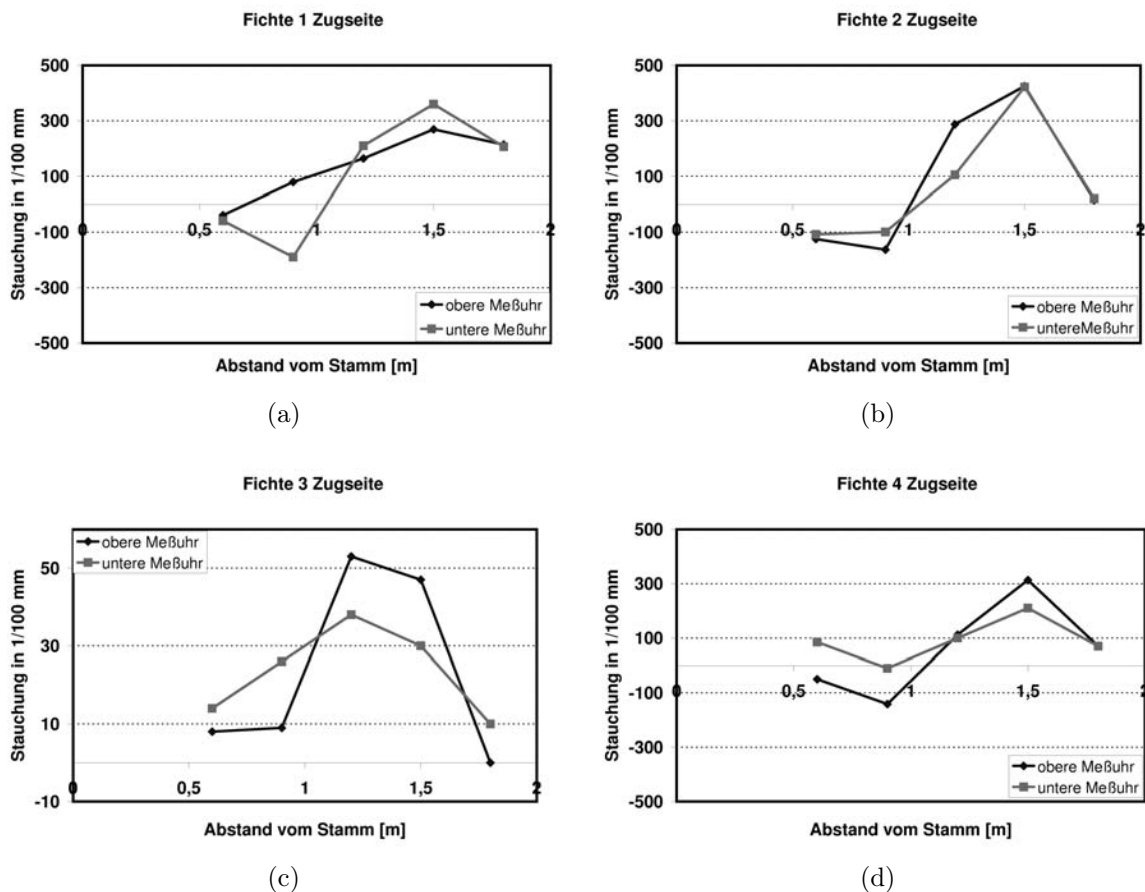 Fichte 1 Zugseite
500
300
100
-100
-300
-500
0
0,5
1
1,5
2
Stauchung in 1/100 mm
obere Meßuhr
untere Meßuhr
Abstand vom Stamm [m]
(a)
Fichte 2 Zugseite
500
300
100
-100
-300
-500
0
0,5
1
1,5
2
Stauchung in 1/100 mm
obere Meßuhr
untereMeßuhr
Abstand vom Stamm [m]
(b)
Fichte 3 Zugseite
obere Meßuhr
untere Meßuhr
50
30
10
-10
0
0,5
1
1,5
2
Stauchung in 1/100 mm
Abstand vom Stamm [m]
(c)
Fichte 4 Zugseite
500
300
100
-100
-300
-500
0
0,5
1
1,5
2
Stauchung in 1/100 mm
obere Meßuhr
untere Meßuhr
Abstand vom Stamm [m]
(d)